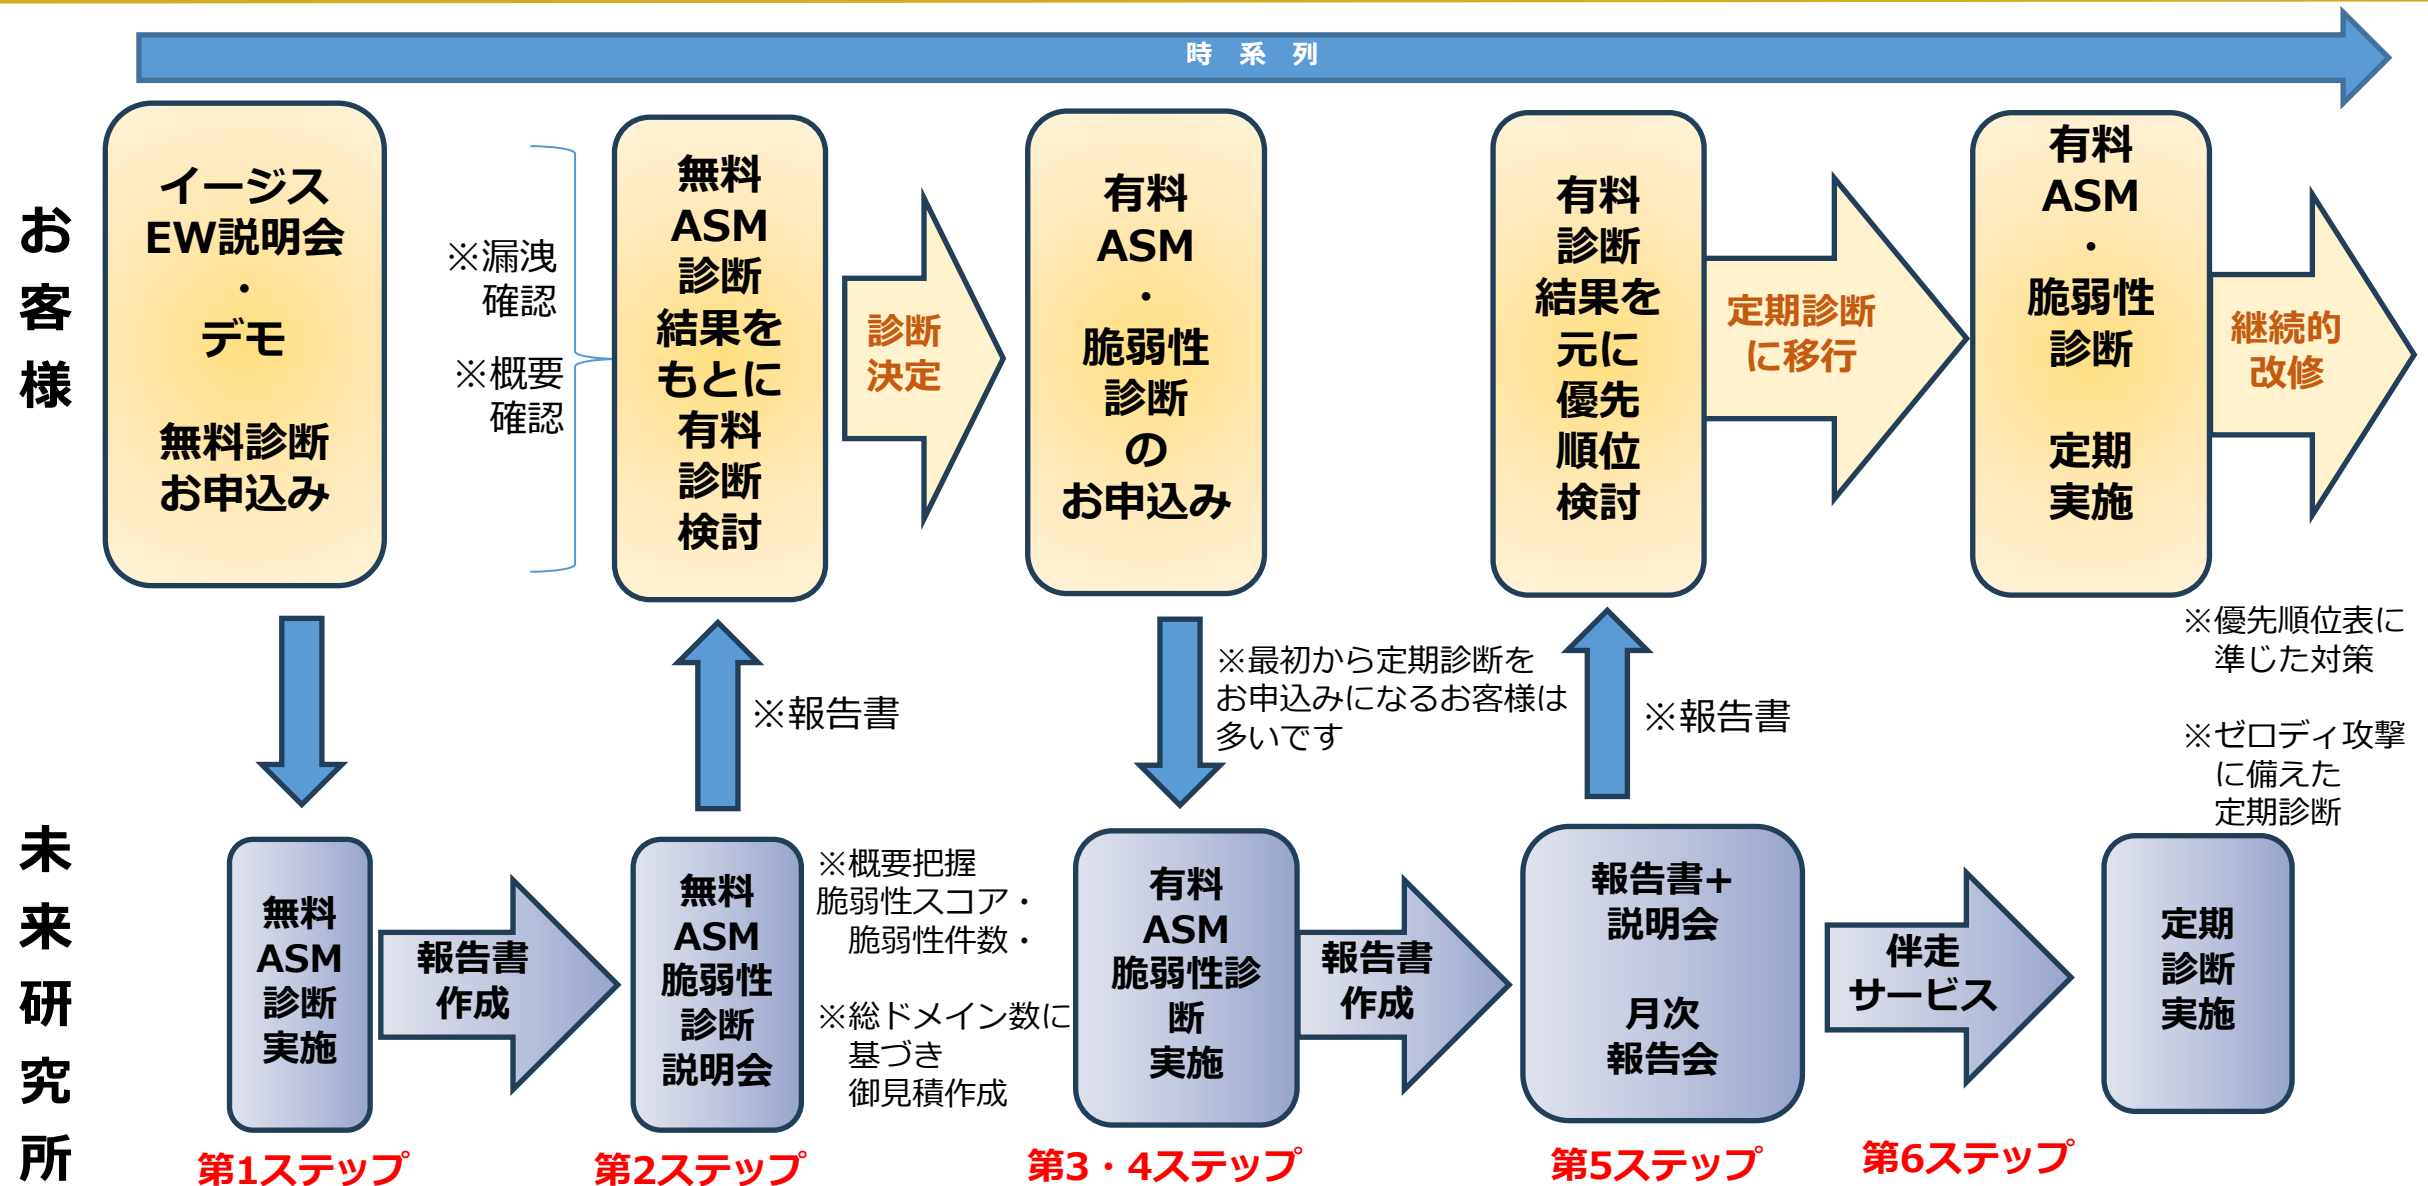 時 系 列
お
客
様
イージス
EW説明会
・
デモ
無料診断
お申込み
※漏洩
確認
※概要
確認
無料
ASM
診断
結果を
もとに
有料
診断
検討
診断
決定
有料
ASM
・
脆弱性
診断
の
お申込み
有料
診断
結果を
元に
優先
順位
検討
定期診断
に移行
有料
ASM
・
脆弱性
診断
定期
実施
継続的
改修
※報告書
※最初から定期診断を
お申込みになるお客様は
多いです
※報告書
※優先順位表に
準じた対策
※ゼロディ攻撃
に備えた
定期診断
未
来
研
究
所
無料
ASM
診断
実施
報告書
作成
無料
ASM
脆弱性
診断
説明会
※概要把握
脆弱性スコア・
脆弱性件数・
※総ドメイン数に
基づき
御見積作成
有料
ASM
脆弱性診
断
実施
報告書
作成
報告書+
説明会
月次
報告会
伴走
サービス
定期
診断
実施
第1ステップ
第2ステップ
第3・4ステップ
第5ステップ
第6ステップ